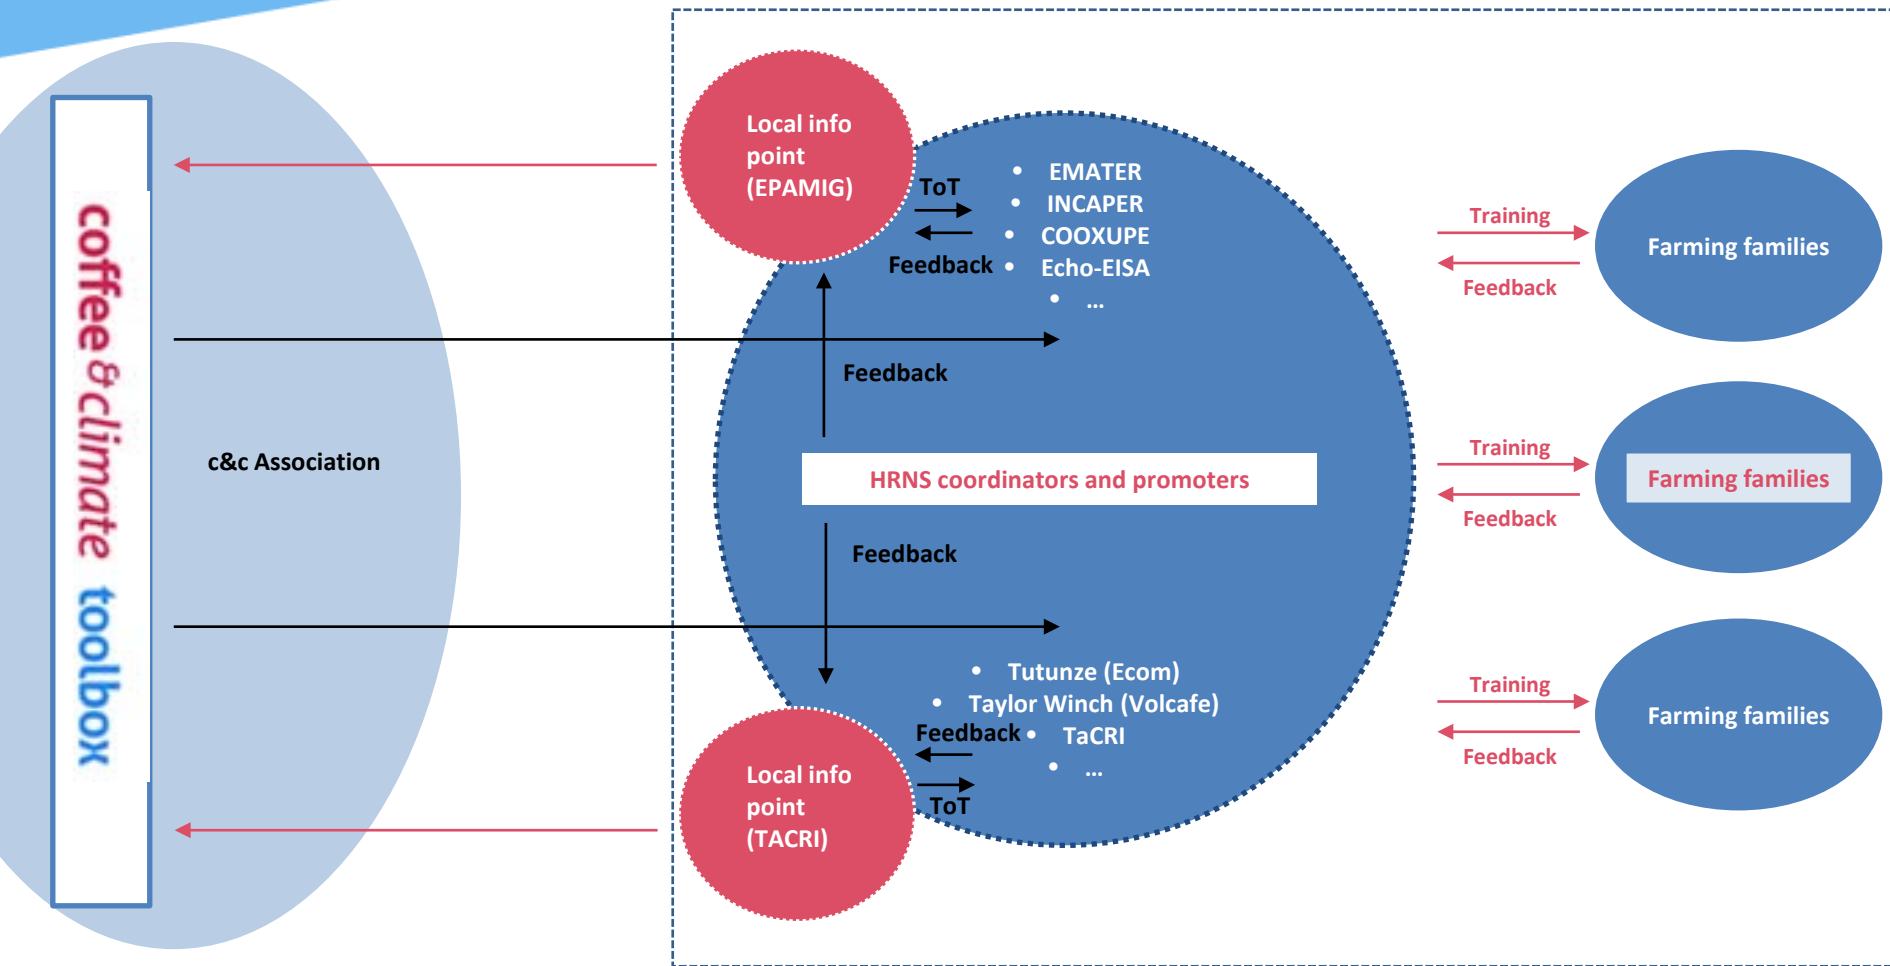 coffee&climate toolbox
c&c Association
Local info
point
(EPAMIG)
ToT
Feedback
• EMATER
• INCAPER
• COOXUPE
• Echo-EISA
• ...
Feedback
HRNS coordinators and promoters
Feedback
• Tutunze (Ecom)
• Taylor Winch (Volcafe)
• TaCRI
• ...
Feedback
ToT
Local info
point
(TACRI)
Training
Feedback
Farming families
Training
Feedback
Farming families
Training
Feedback
Farming families